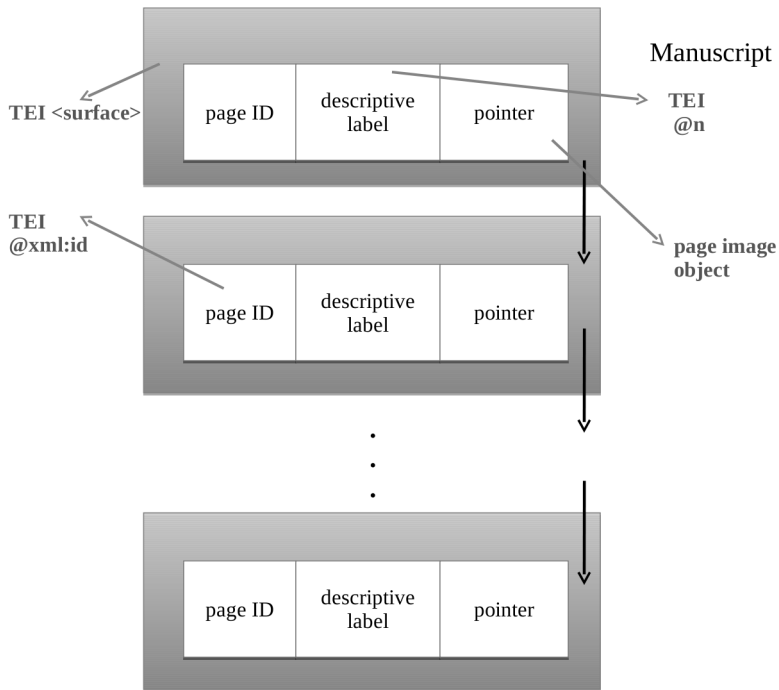 Manuscript
TEI <surface>
page ID
descriptive
label
pointer
TEI
@n
TEI
@xml:id
page image
object
page ID
descriptive
label
pointer
.
.
.
page ID
descriptive
label
pointer